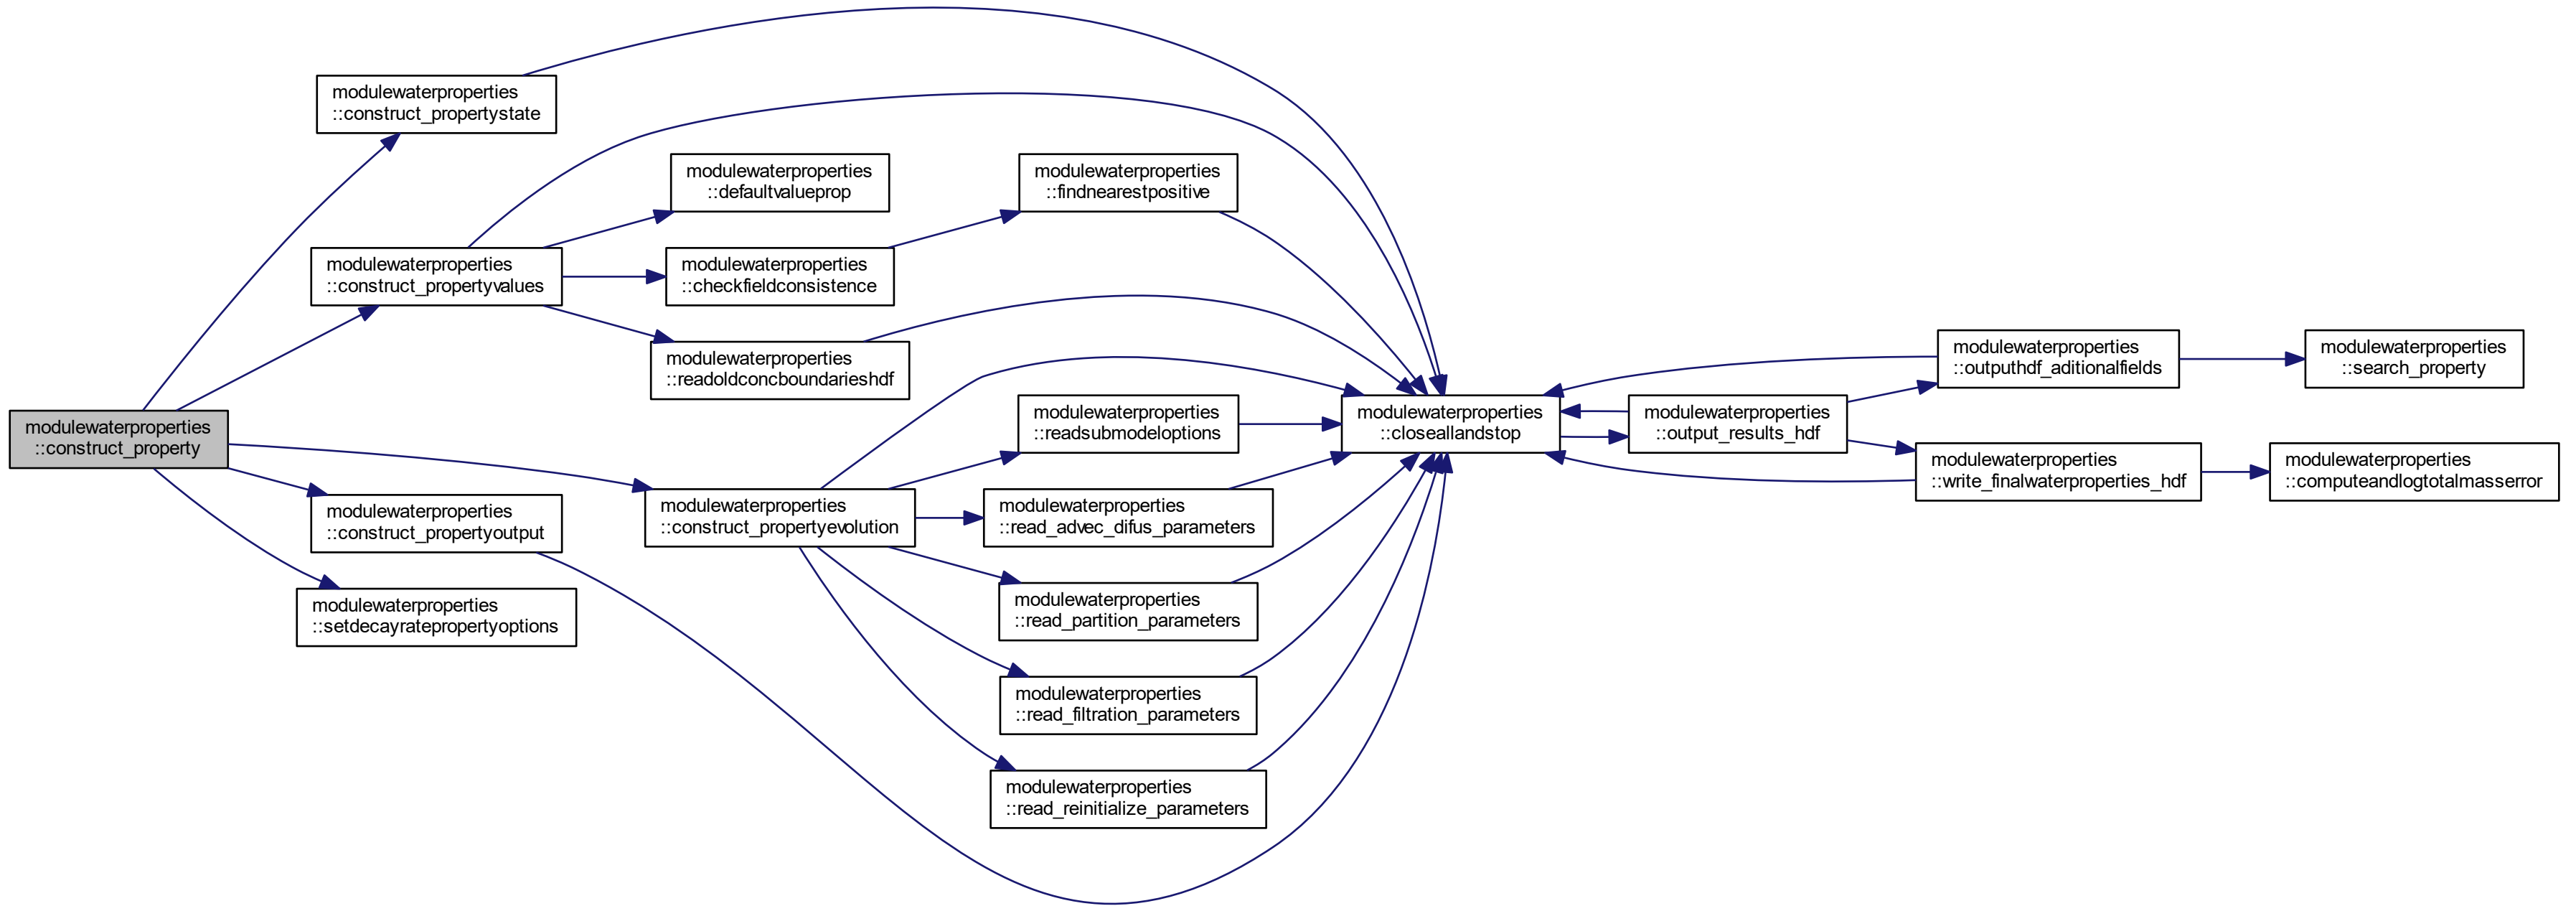 modulewaterproperties
::construct_property
modulewaterproperties
::construct_propertystate
modulewaterproperties
::construct_propertyvalues
modulewaterproperties
::defaultvalueprop
modulewaterproperties
::checkfieldconsistence
modulewaterproperties
::findnearestpositive
modulewaterproperties
::readoldconcboundarieshdf
modulewaterproperties
::construct_propertyevolution
modulewaterproperties
::readsubmodeloptions
modulewaterproperties
::read_advec_difus_parameters
modulewaterproperties
::read_partition_parameters
modulewaterproperties
::read_filtration_parameters
modulewaterproperties
::read_reinitialize_parameters
modulewaterproperties
::construct_propertyoutput
modulewaterproperties
::setdecayratepropertyoptions
modulewaterproperties
::closeallandstop
modulewaterproperties
::output_results_hdf
modulewaterproperties
::outputhdf_aditionalfields
modulewaterproperties
::search_property
modulewaterproperties
::write_finalwaterproperties_hdf
modulewaterproperties
::computeandlogtotalmasserror